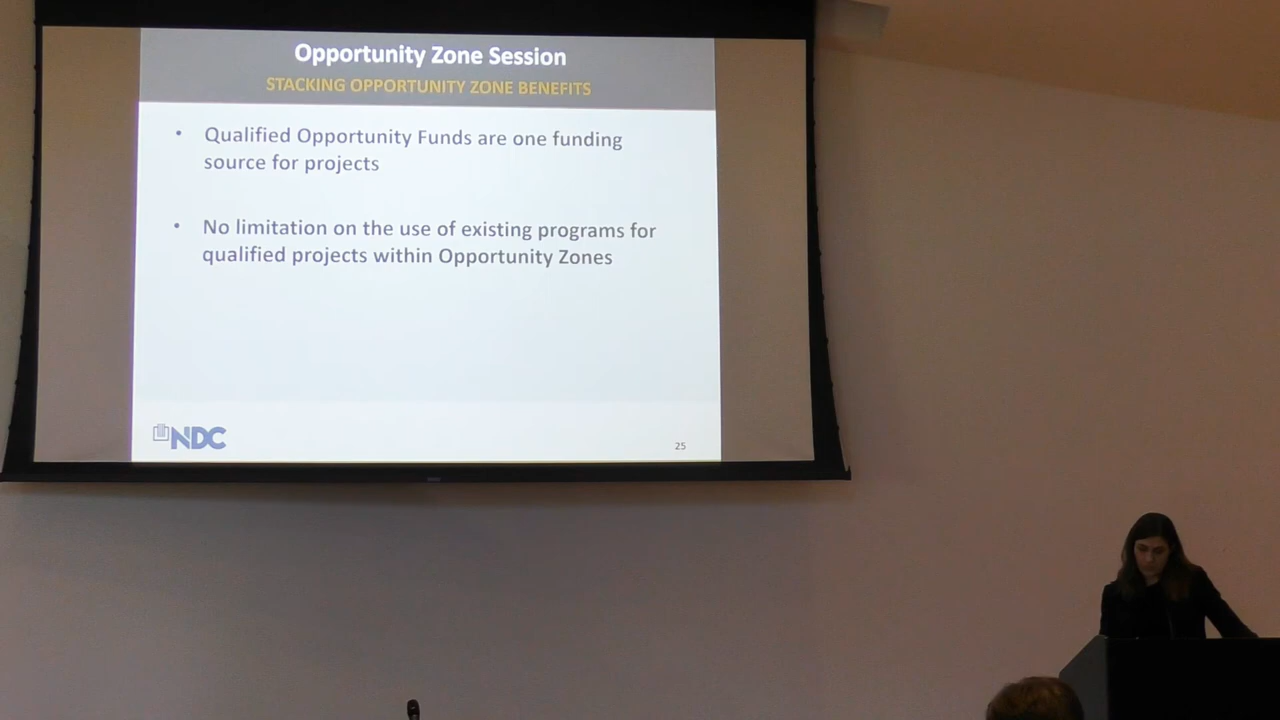 Opportunity Zone Session
STACKING OPPORTUNITY ZONE BENEFITS
• Qualified Opportunity Funds are one funding
source for projects
• No limitation on the use of existing programs for
qualified projects within Opportunity Zones
NDC
25